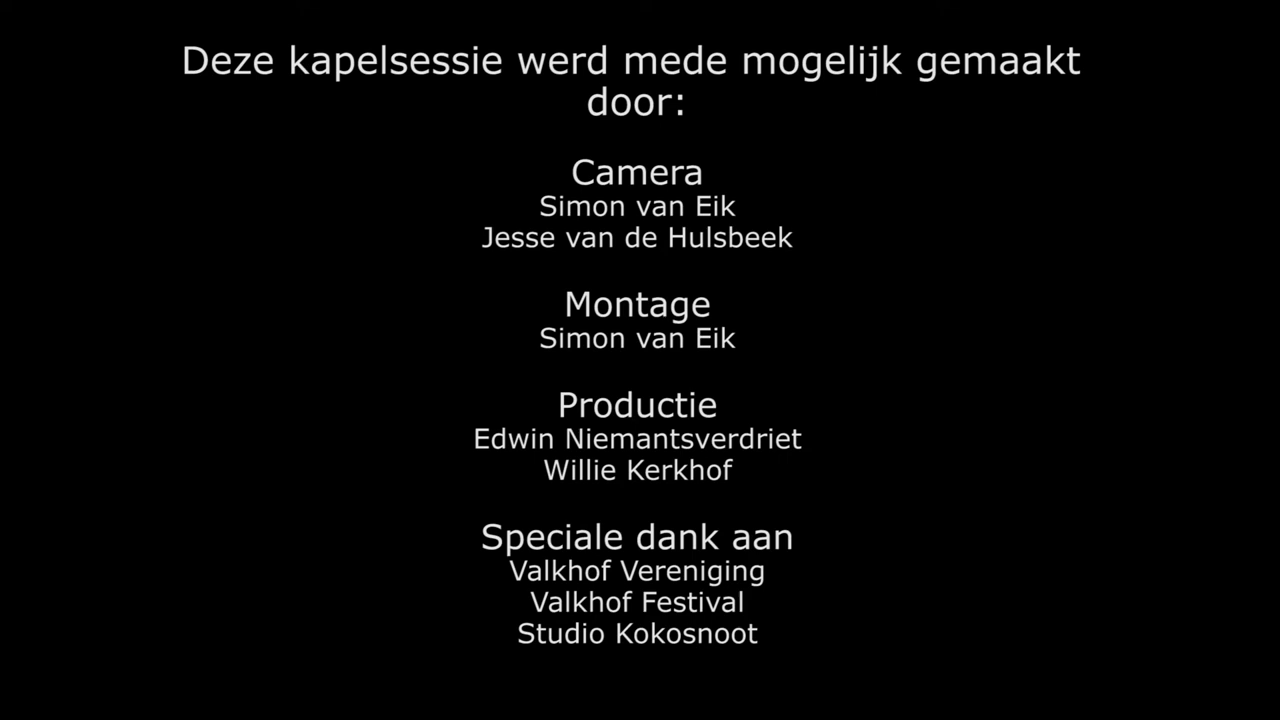 Deze kapelsessie werd mede mogelijk gemaakt
door:
Camera
Simon van Eik
Jesse van de Hulsbeek
Montage
Simon van Eik
Productie
Edwin Niemantsverdriet
Willie Kerkhof
Speciale dank aan
Valkhof Vereniging
Valkhof Festival
Studio Kokosnoot